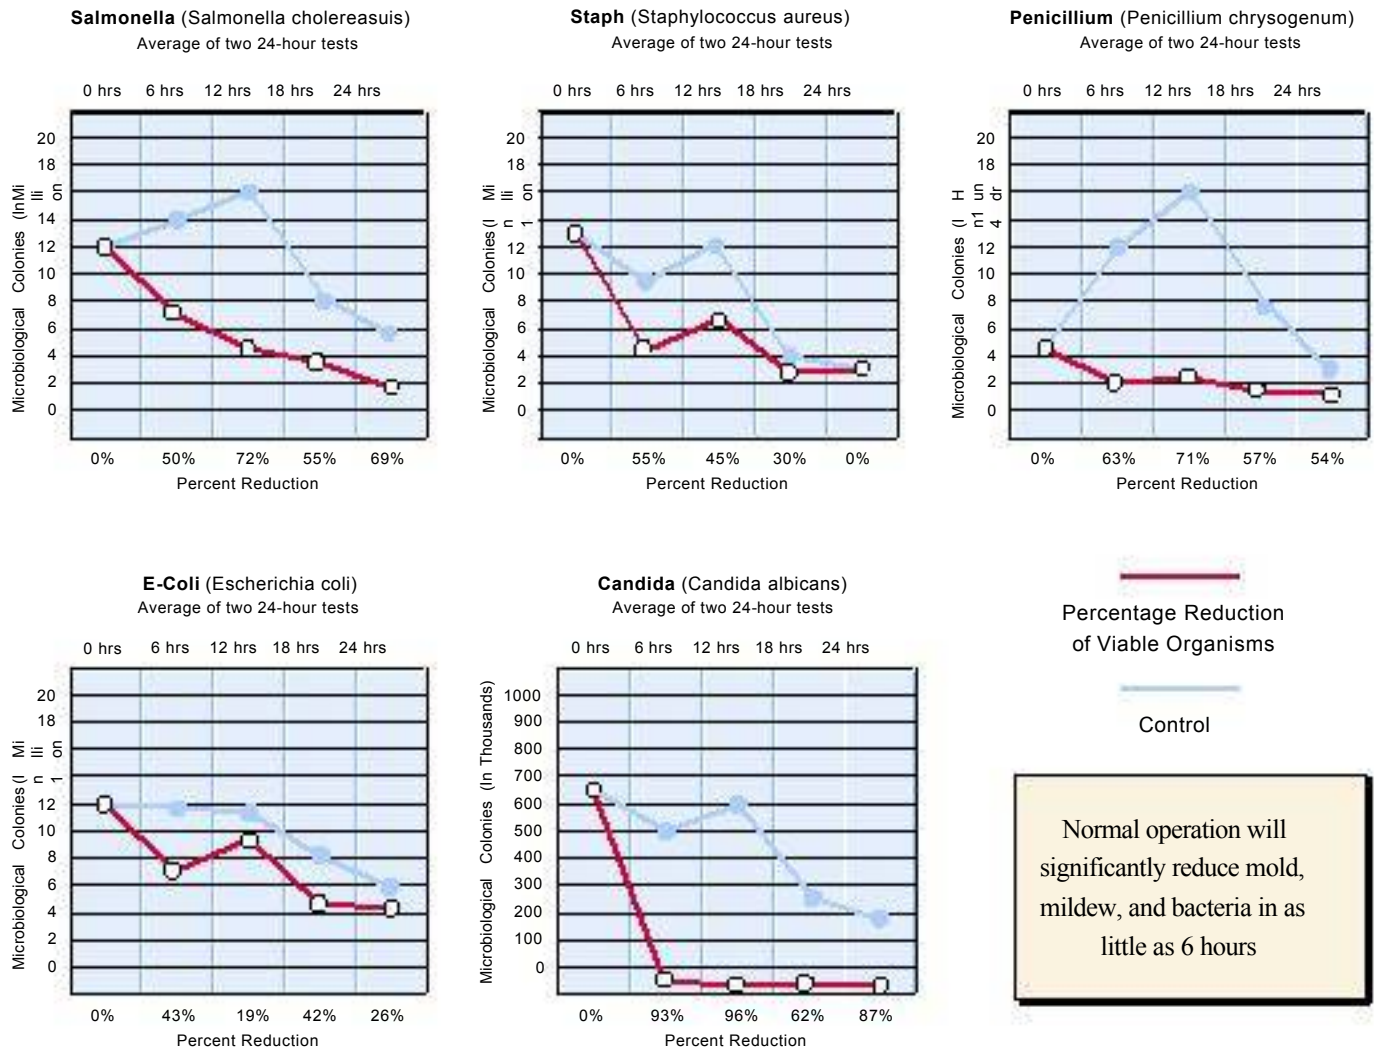 Salmonella (Salmonella cholereasuis)
Average of two 24-hour tests
0 hrs 6 hrs 12 hrs 18 hrs 24 hrs
20
18
14
12
10
8
6
4
2
0
Microbiological Colonies (In Million
0% 50% 72% 55% 69%
Percent Reduction
Staph (Staphylococcus aureus)
Average of two 24-hour tests
0 hrs 6 hrs 12 hrs 18 hrs 24 hrs
20
18
12
10
8
6
4
2
0
Microbiological Colonies (In Million
1
0% 55% 45% 30% 0%
Percent Reduction
Penicillium (Penicillium chrysogenum)
Average of two 24-hour tests
0 hrs 6 hrs 12 hrs 18 hrs 24 hrs
20
18
12
10
8
6
4
2
0
Microbiological Colonies (In Hundr
14
0% 63% 71% 57% 54%
Percent Reduction
E-Coli (Escherichia coli)
Average of two 24-hour tests
0 hrs 6 hrs 12 hrs 18 hrs 24 hrs
20
18
12
10
8
6
4
2
0
Microbiological Colonies (In Million
1
0% 43% 19% 42% 26%
Percent Reduction
Candida (Candida albicans)
Average of two 24-hour tests
0 hrs 6 hrs 12 hrs 18 hrs 24 hrs
1000
900
800
700
600
500
400
300
200
100
0
Microbiological Colonies (In Thousands)
0% 93% 96% 62% 87%
Percent Reduction
Percentage Reduction
of Viable Organisms
Control
Normal operation will
significantly reduce mold,
mildew, and bacteria in as
little as 6 hours